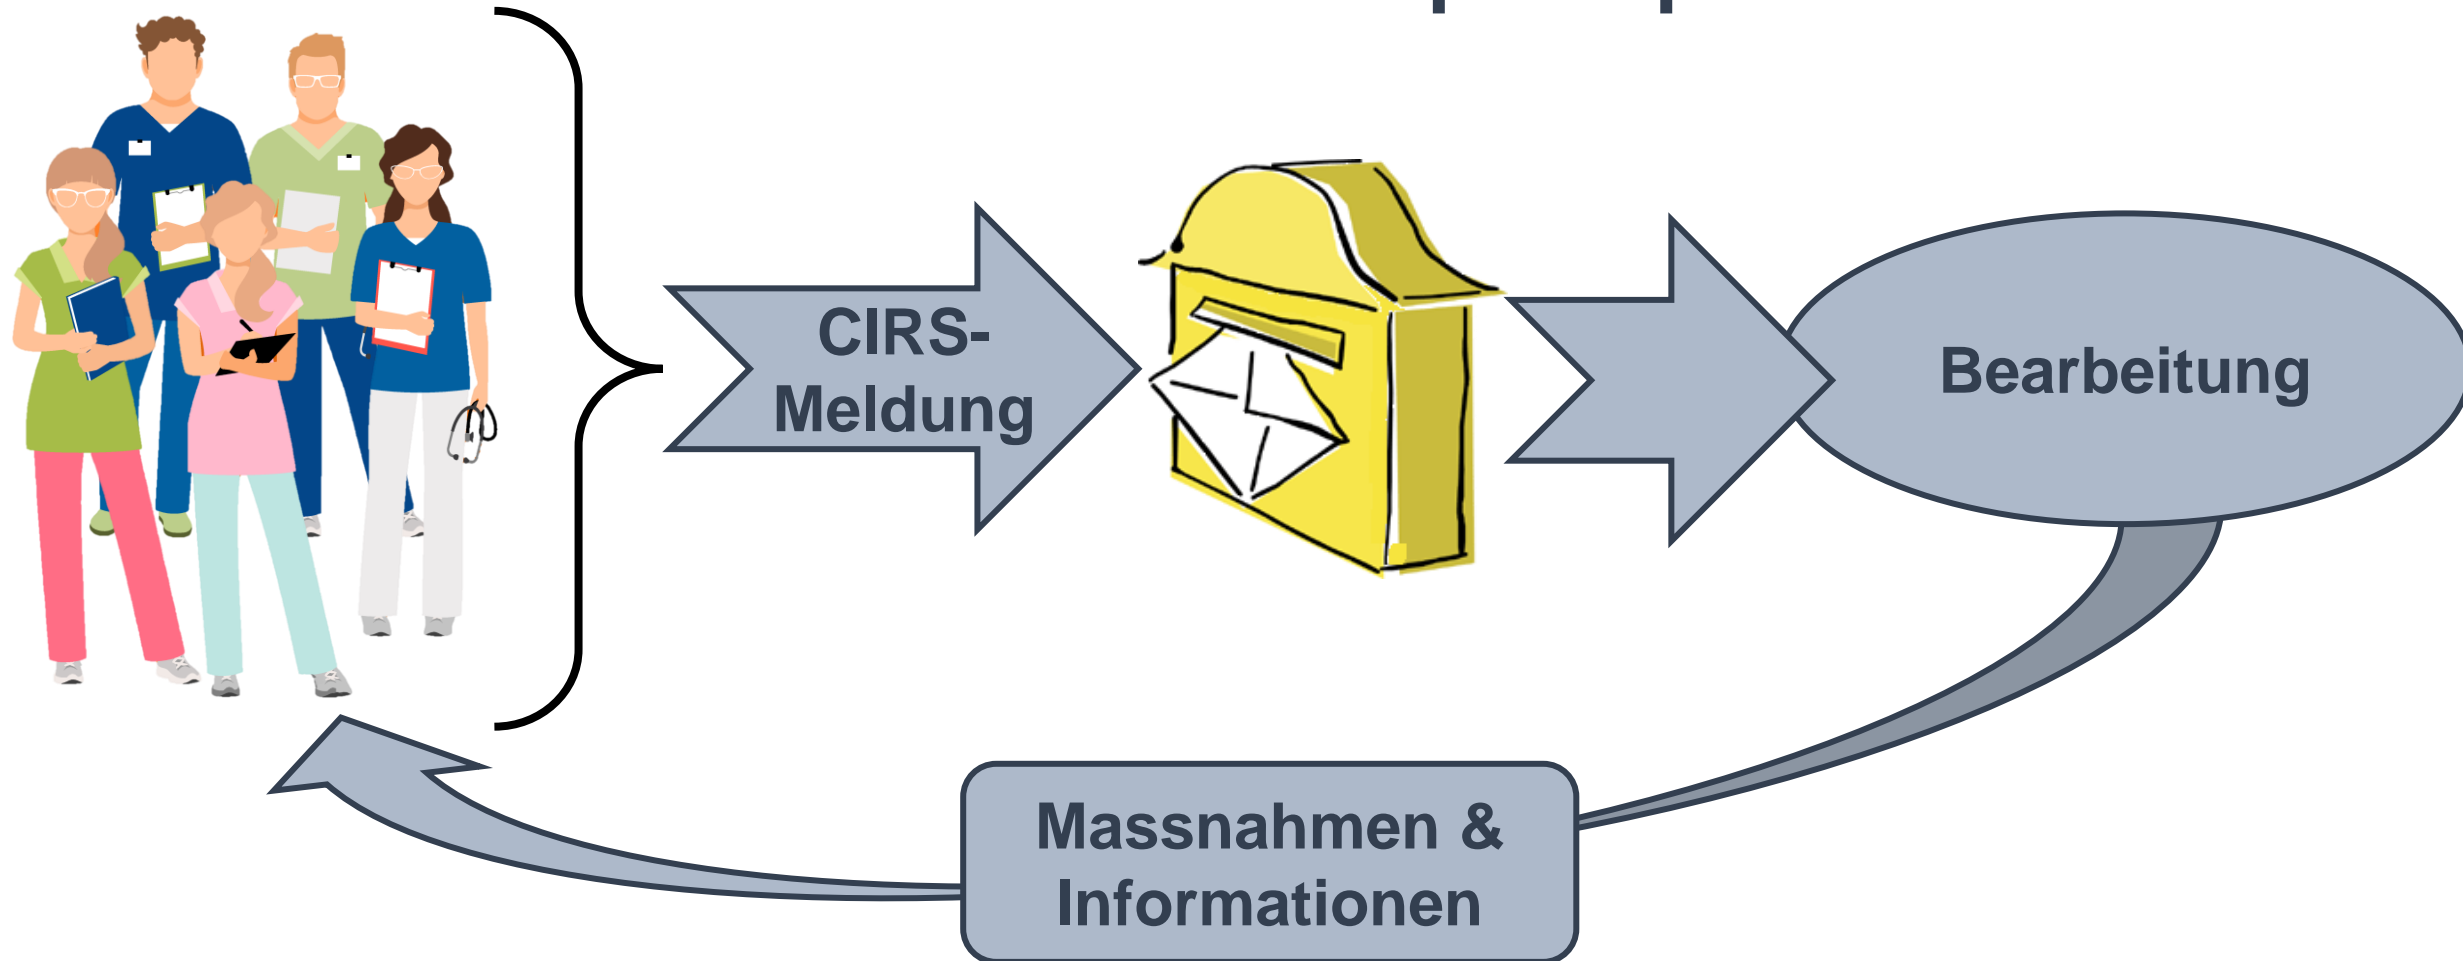 CIRS-
Meldung
Bearbeitung
Massnahmen &
Informationen